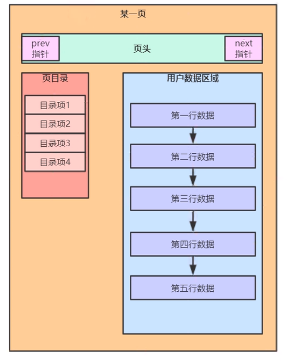 某一页
prev
指针
页头
next
指针
页目录
目录项1
目录项2
目录项3
目录项4
用户数据区域
第一行数据
第二行数据
第三行数据
第四行数据
第五行数据